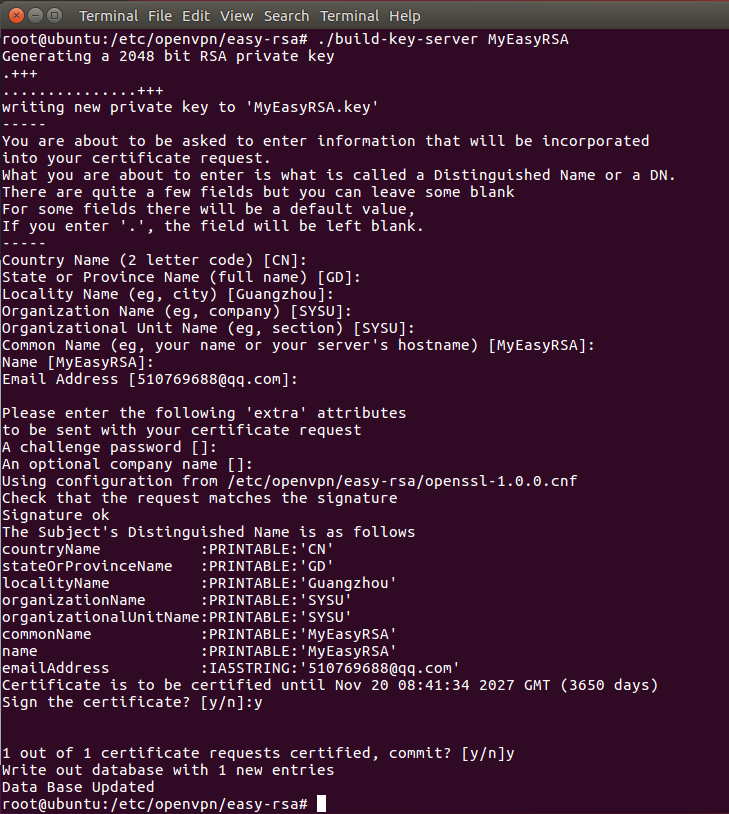 Terminal File Edit View Search Terminal Help
root@ubuntu:/etc/openvpn/easy-rsa# ./build-key-server MyEasyRSA
Generating a 2048 bit RSA private key
.+++
...............+++
writing new private key to 'MyEasyRSA.key'
-----
You are about to be asked to enter information that will be incorporated
into your certificate request.
What you are about to enter is what is called a Distinguished Name or a DN.
There are quite a few fields but you can leave some blank
For some fields there will be a default value,
If you enter '.', the field will be left blank.
-----
Country Name (2 letter code) [CN]:
State or Province Name (full name) [GD]:
Locality Name (eg, city) [Guangzhou]:
Organization Name (eg, company) [SYSU]:
Organizational Unit Name (eg, section) [SYSU]:
Common Name (eg, your name or your server's hostname) [MyEasyRSA]:
Name [MyEasyRSA]:
Email Address [510769688@qq.com]:

Please enter the following 'extra' attributes
to be sent with your certificate request
A challenge password []:
An optional company name []:
Using configuration from /etc/openvpn/easy-rsa/openssl-1.0.0.cnf
Check that the request matches the signature
Signature ok
The Subject's Distinguished Name is as follows
countryName           :PRINTABLE:'CN'
stateOrProvinceName   :PRINTABLE:'GD'
localityName          :PRINTABLE:'Guangzhou'
organizationName      :PRINTABLE:'SYSU'
organizationalUnitName:PRINTABLE:'SYSU'
commonName            :PRINTABLE:'MyEasyRSA'
name                  :PRINTABLE:'MyEasyRSA'
emailAddress          :IA5STRING:'510769688@qq.com'
Certificate is to be certified until Nov 20 08:41:34 2027 GMT (3650 days)
Sign the certificate? [y/n]:y

1 out of 1 certificate requests certified, commit? [y/n]y
Write out database with 1 new entries
Data Base Updated
root@ubuntu:/etc/openvpn/easy-rsa#